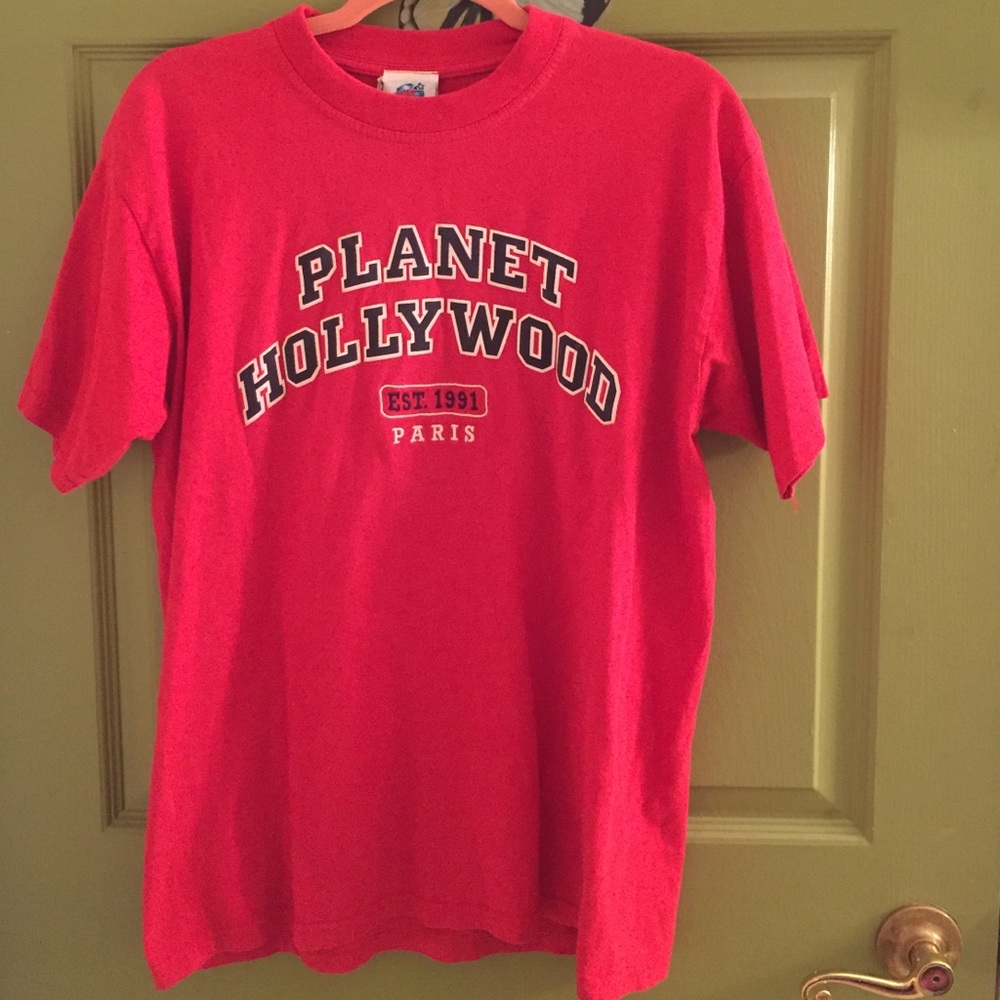 PLANET
HOLLYWOOD
EST. 1991
PARIS